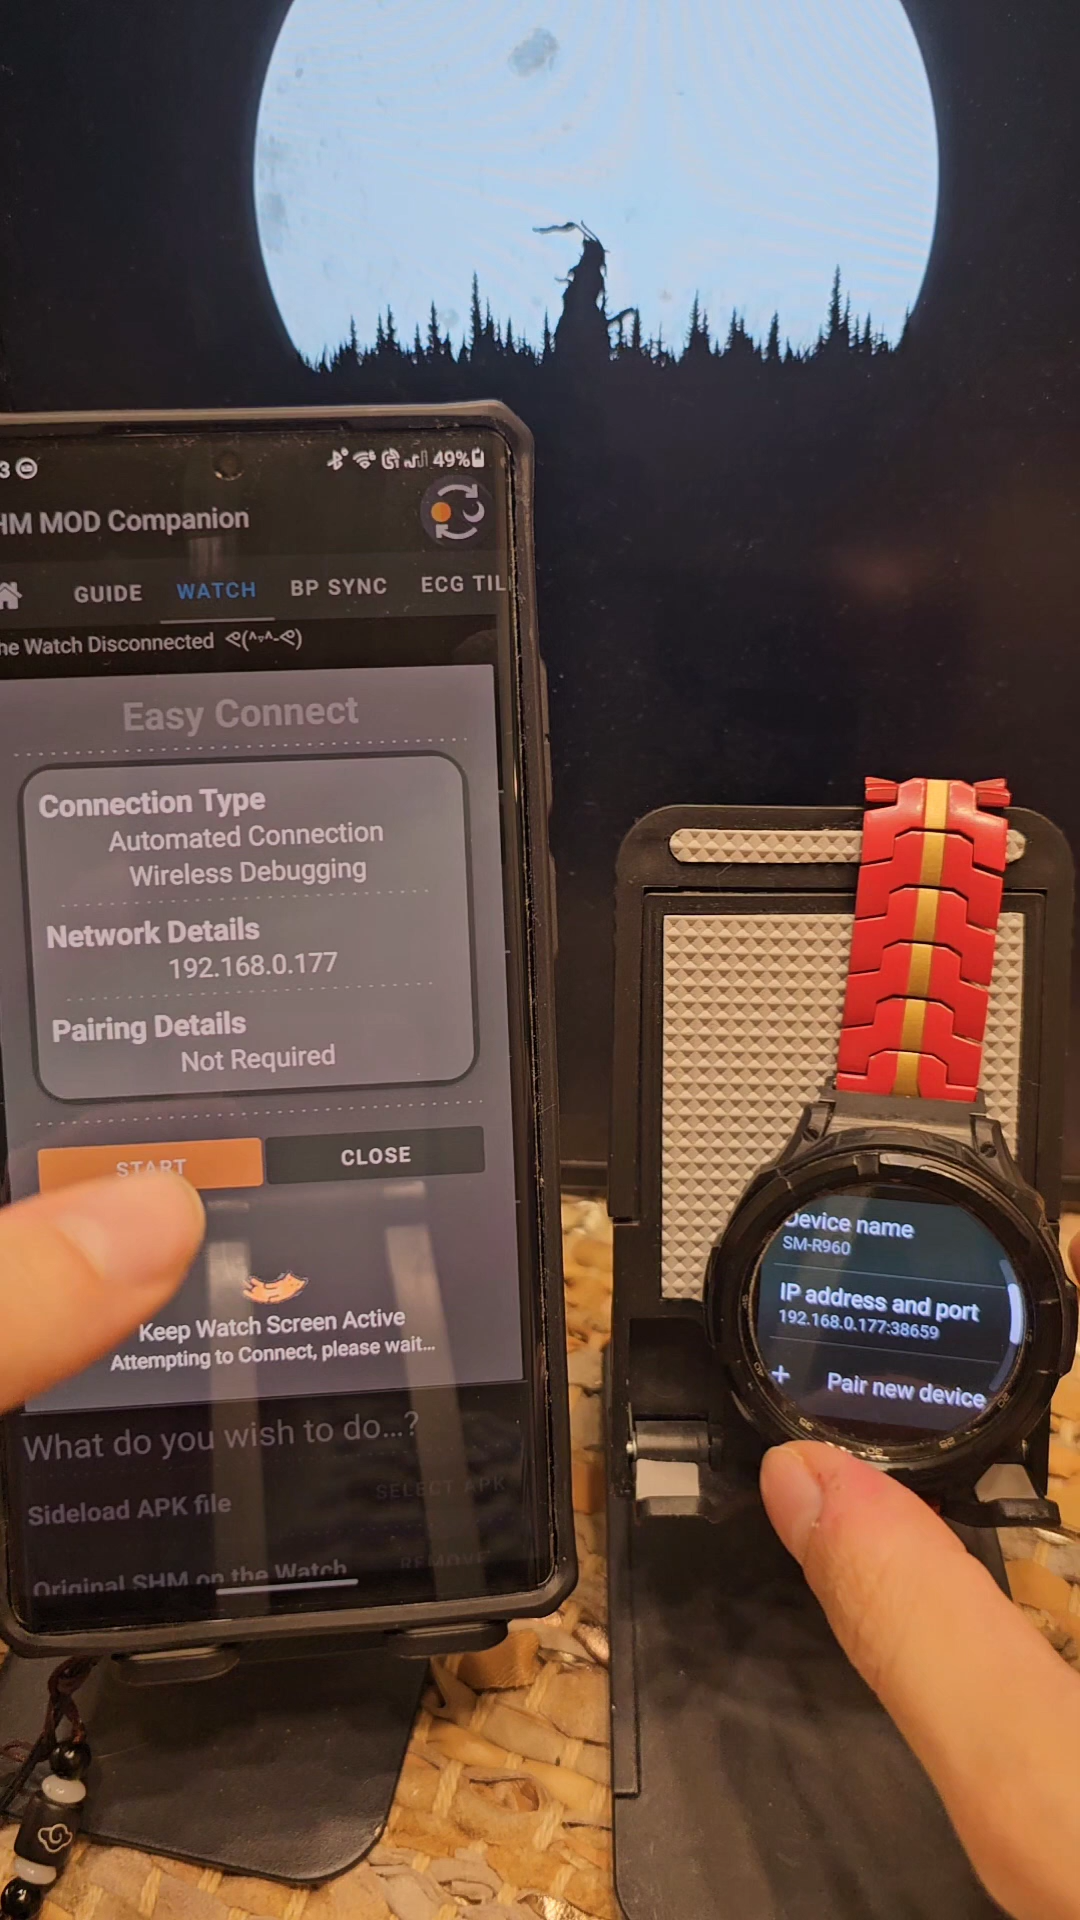 3
49%
HM MOD Companion
GUIDE WATCH BP SYNC ECG TIL
he Watch Disconnected
Easy Connect
Connection Type
Automated Connection
Wireless Debugging
Network Details
192.168.0.177
Pairing Details
Not Required
START CLOSE
Keep Watch Screen Active
Attempting to Connect, please wait...
What do you wish to do...?
Sideload APK file SELECT APK
Original SHM on the Watch REMOVE
Device name
SM-R960
IP address and port
192.168.0.177:38659
+ Pair new device